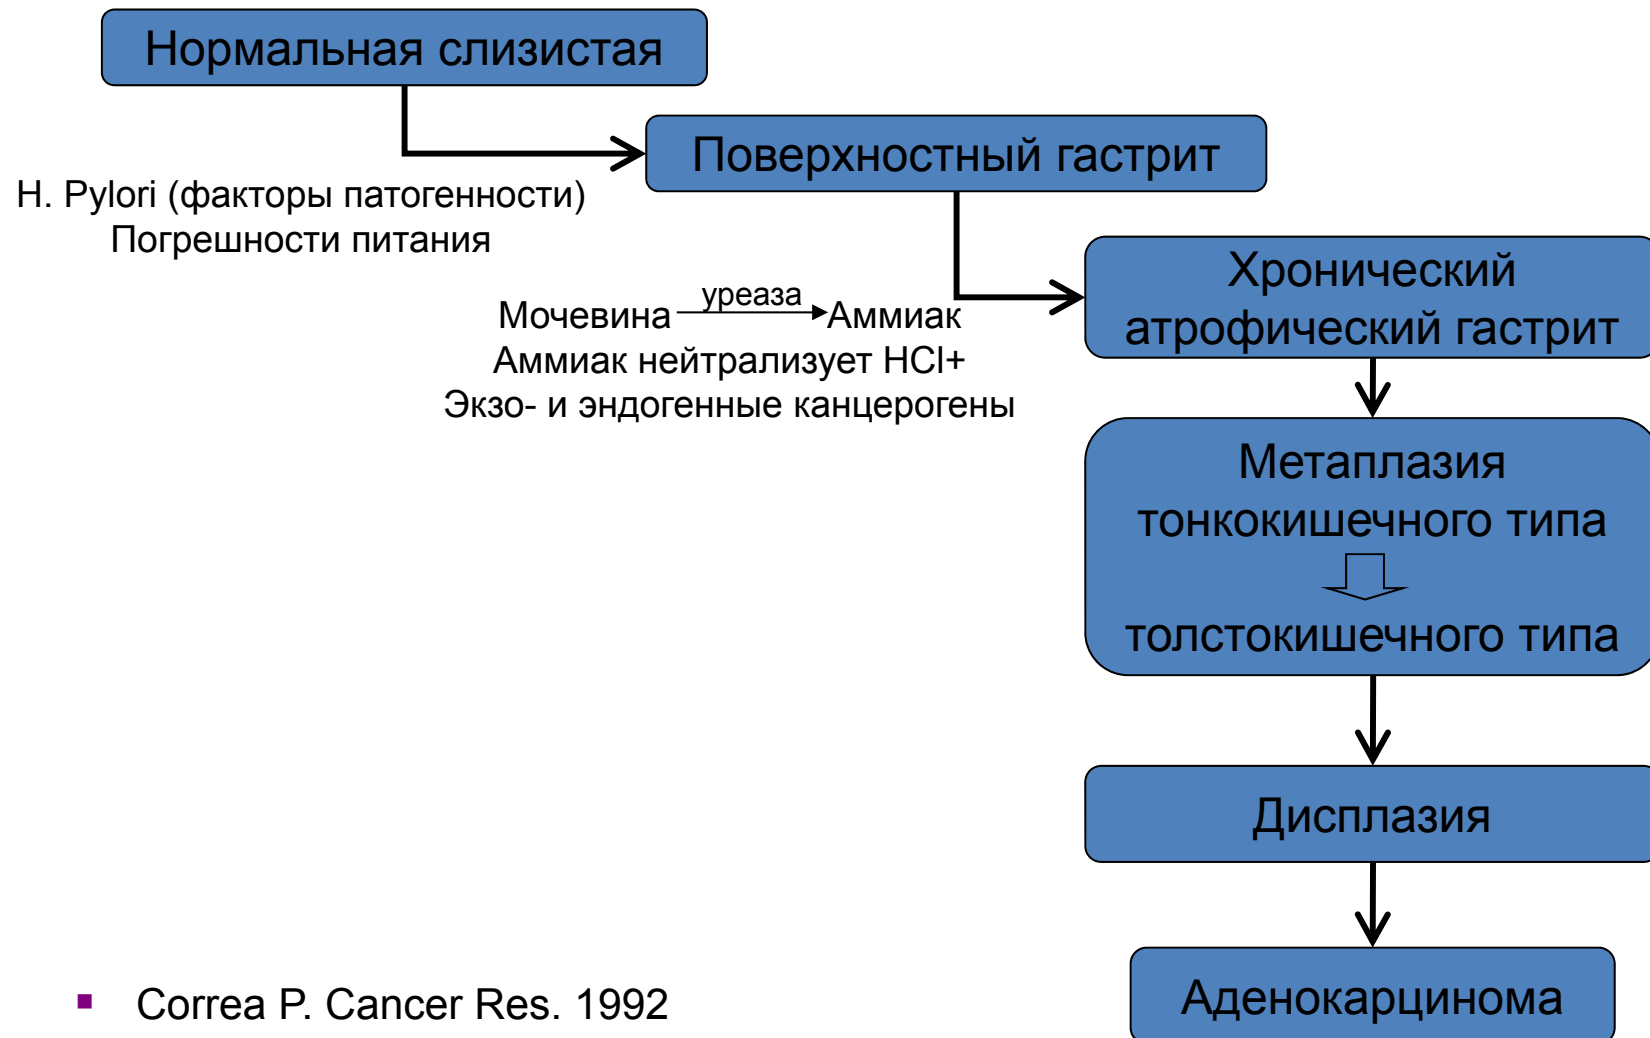 Нормальная слизистая
Поверхностный гастрит
H. Pylori (факторы патогенности)
Погрешности питания
Хронический
атрофический гастрит
Мочевина уреаза Аммиак
Аммиак нейтрализует HCl+
Экзо- и эндогенные канцерогены
Метаплазия
тонкокишечного типа
толстокишечного типа
Дисплазия
Аденокарцинома
▪ Correa P. Cancer Res. 1992